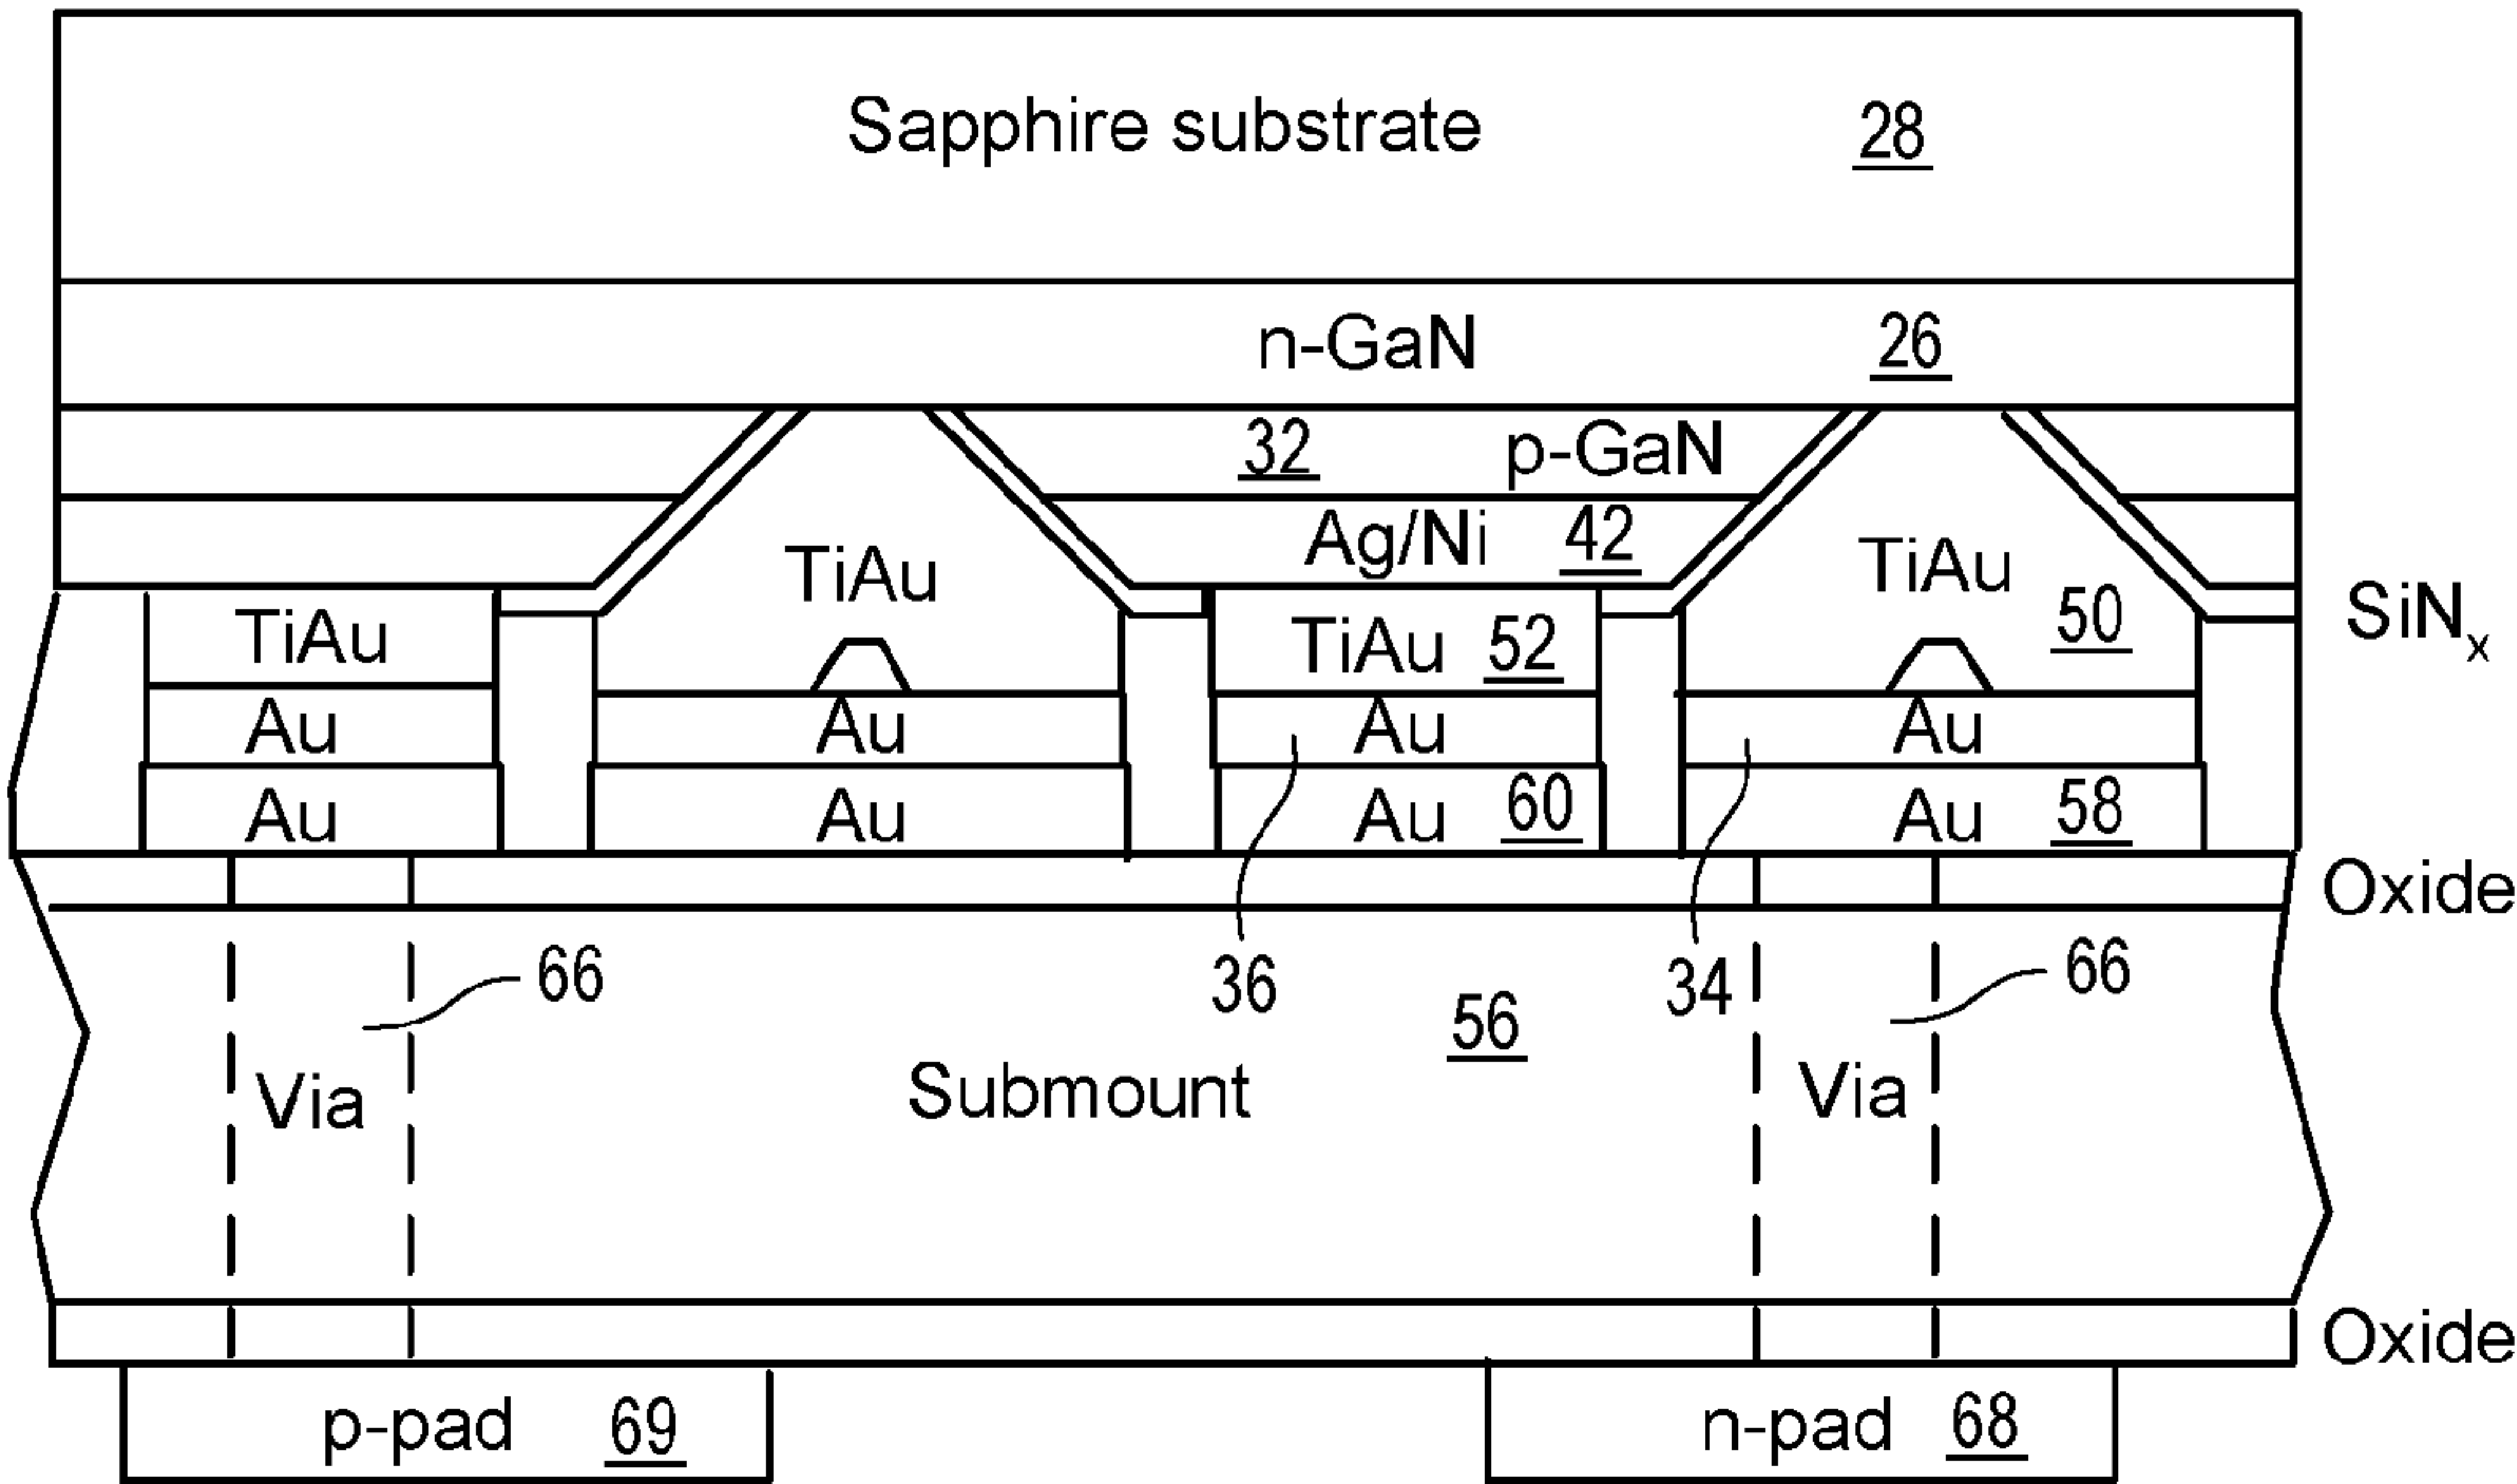 Sapphire substrate 28
n-GaN 26
32 p-GaN
Ag/Ni 42
TiAu TiAu
50 SiNx
TiAu TiAu 52
Au Au Au Au
Au Au Au 60 Au 58
Oxide
66 36 34 66
56
Via Submount Via
Oxide
p-pad 69 n-pad 68